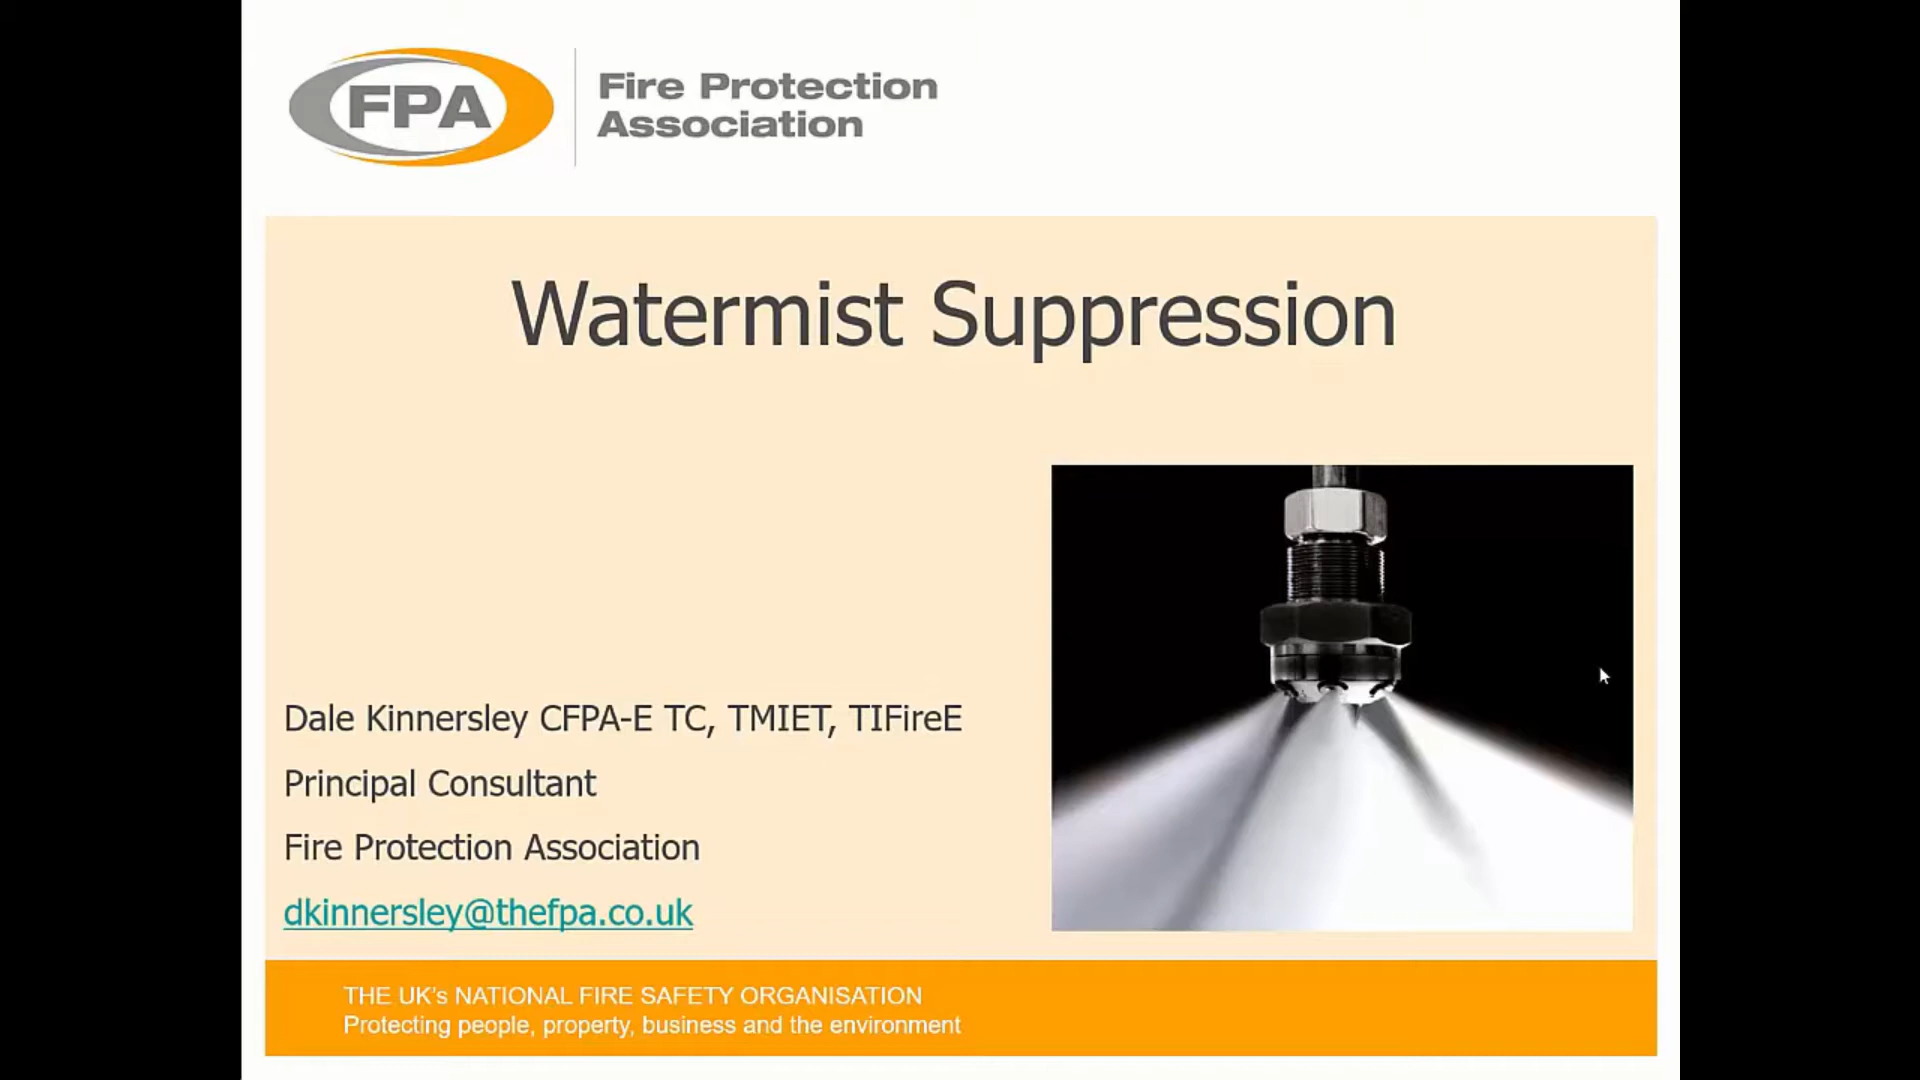 FPA
Fire Protection
Association
Watermist Suppression
Dale Kinnersley CFPA-E TC, TMIET, TIFireE
Principal Consultant
Fire Protection Association
dkinnersley@thefpa.co.uk
THE UK's NATIONAL FIRE SAFETY ORGANISATION
Protecting people, property, business and the environment